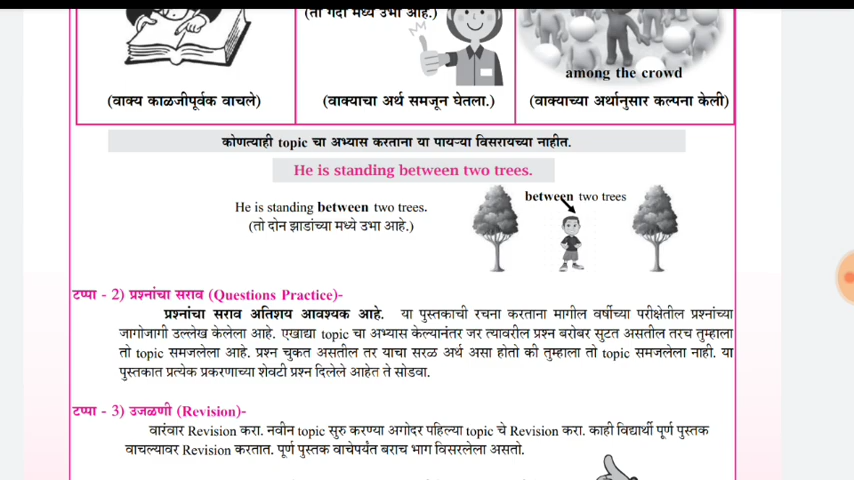 (तो गर्दी मध्ये उभा आहे.)
among the crowd
(वाक्य काळजीपूर्वक वाचले)
(वाक्याचा अर्थ समजून घेतला.)
(वाक्याच्या अर्थानुसार कल्पना केली)
कोणत्याही topic चा अभ्यास करताना या पायऱ्या विसरायच्या नाहीत.
He is standing between two trees.
between two trees
He is standing between two trees.
(तो दोन झाडांच्या मध्ये उभा आहे.)
टप्पा - 2) प्रश्नांचा सराव (Questions Practice)-
प्रश्नांचा सराव अतिशय आवश्यक आहे. या पुस्तकाची रचना करताना मागील वर्षीच्या परीक्षेतील प्रश्नांच्या
जागोजागी उल्लेख केलेला आहे. एखाद्या topic चा अभ्यास केल्यानंतर जर त्यावरील प्रश्न बरोबर सुटत असतील तरच तुम्हाला
तो topic समजलेला आहे. प्रश्न चुकत असतील तर याचा सरळ अर्थ असा होतो की तुम्हाला तो topic समजलेला नाही. या
पुस्तकात प्रत्येक प्रकरणाच्या शेवटी प्रश्न दिलेले आहेत ते सोडवा.
टप्पा - 3) उजळणी (Revision)-
वारंवार Revision करा. नवीन topic सुरु करण्या अगोदर पहिल्या topic चे Revision करा. काही विद्यार्थी पूर्ण पुस्तक
वाचल्यावर Revision करतात. पूर्ण पुस्तक वाचेपर्यंत बराच भाग विसरलेला असतो.